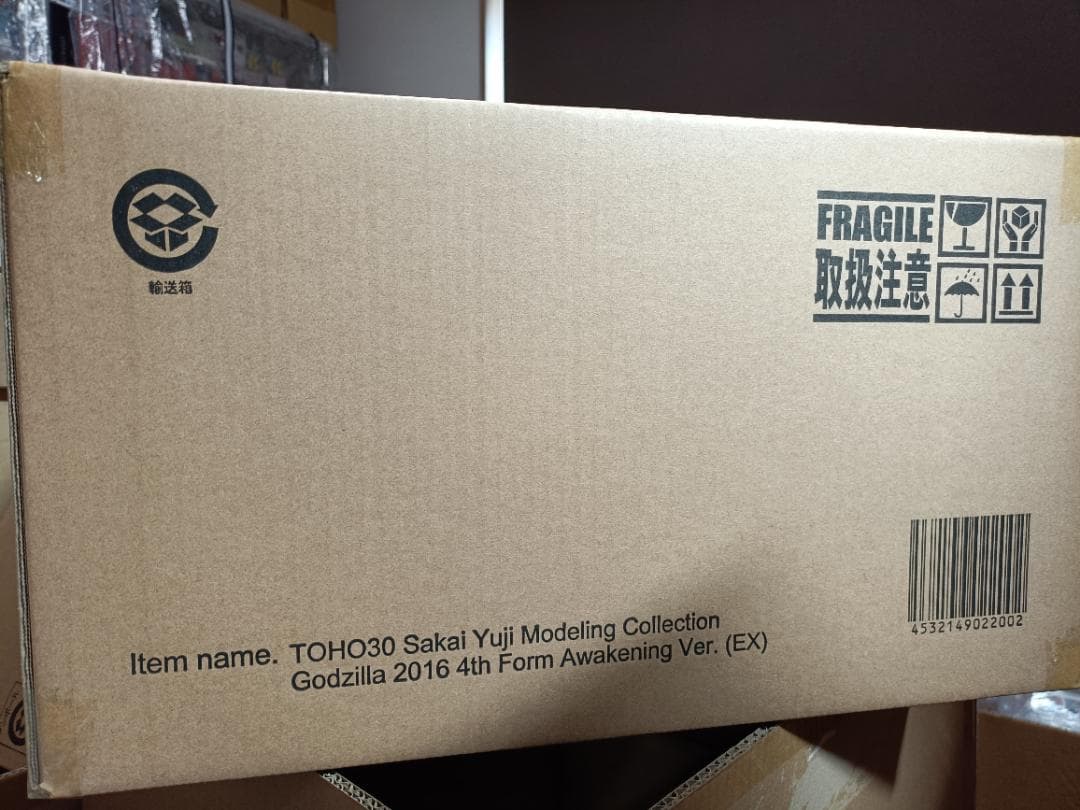 輸送箱
FRAGILE
取扱注意
4532149022002
Item name. TOHO30 Sakai Yuji Modeling Collection
Godzilla 2016 4th Form Awakening Ver. (EX)